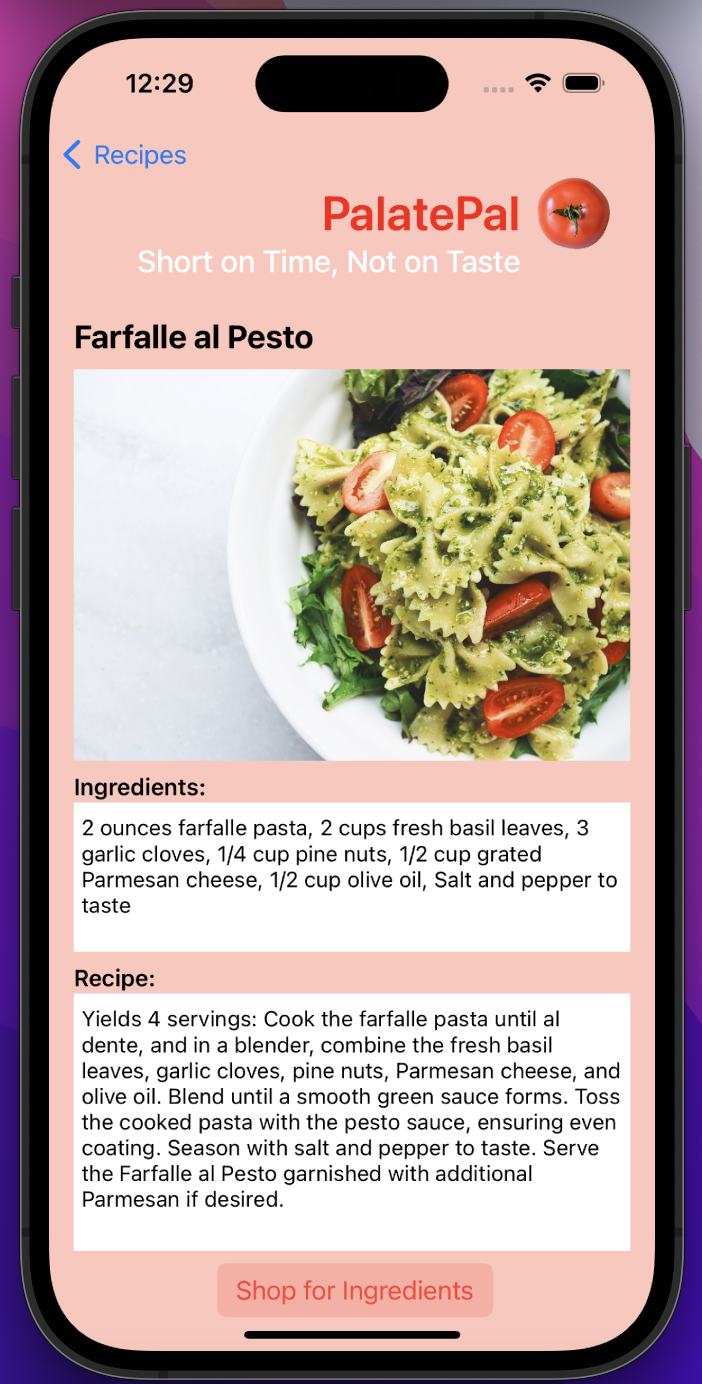 12:29
Recipes
PalatePal
Short on Time, Not on Taste
Farfalle al Pesto
Ingredients:
2 ounces farfalle pasta, 2 cups fresh basil leaves, 3
garlic cloves, 1/4 cup pine nuts, 1/2 cup grated
Parmesan cheese, 1/2 cup olive oil, Salt and pepper to
taste
Recipe:
Yields 4 servings: Cook the farfalle pasta until al
dente, and in a blender, combine the fresh basil
leaves, garlic cloves, pine nuts, Parmesan cheese, and
olive oil. Blend until a smooth green sauce forms. Toss
the cooked pasta with the pesto sauce, ensuring even
coating. Season with salt and pepper to taste. Serve
the Farfalle al Pesto garnished with additional
Parmesan if desired.
Shop for Ingredients